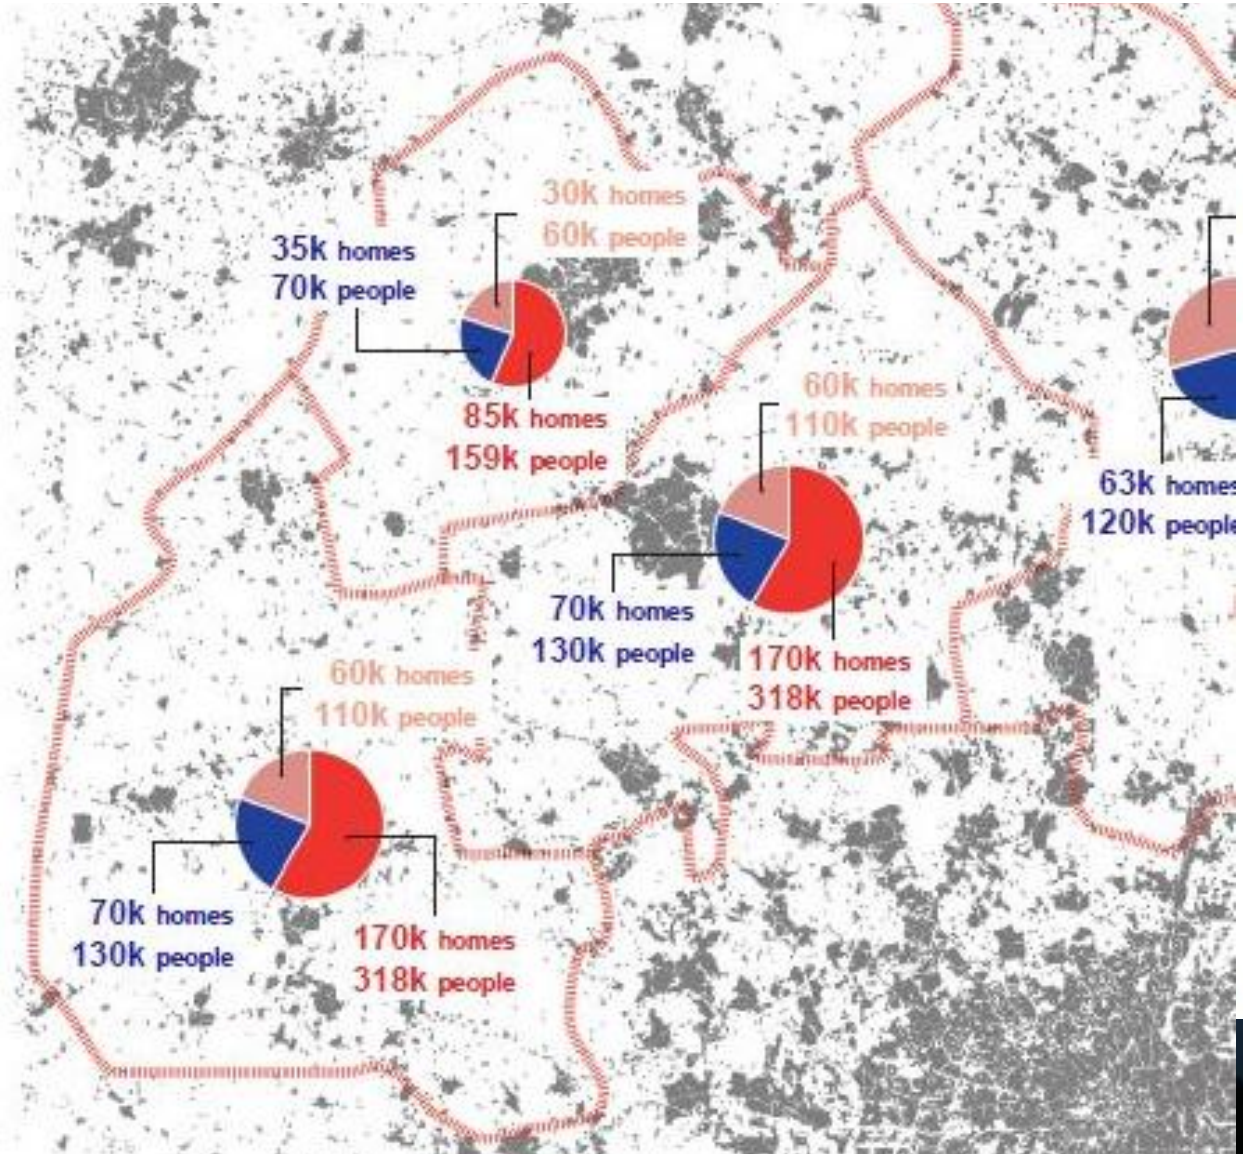 30k homes
60k people
35k homes
70k people
85k homes
159k people
60k homes
110k people
63k homes
120k people
70k homes
130k people
170k homes
318k people
60k homes
110k people
70k homes
130k people
170k homes
318k people